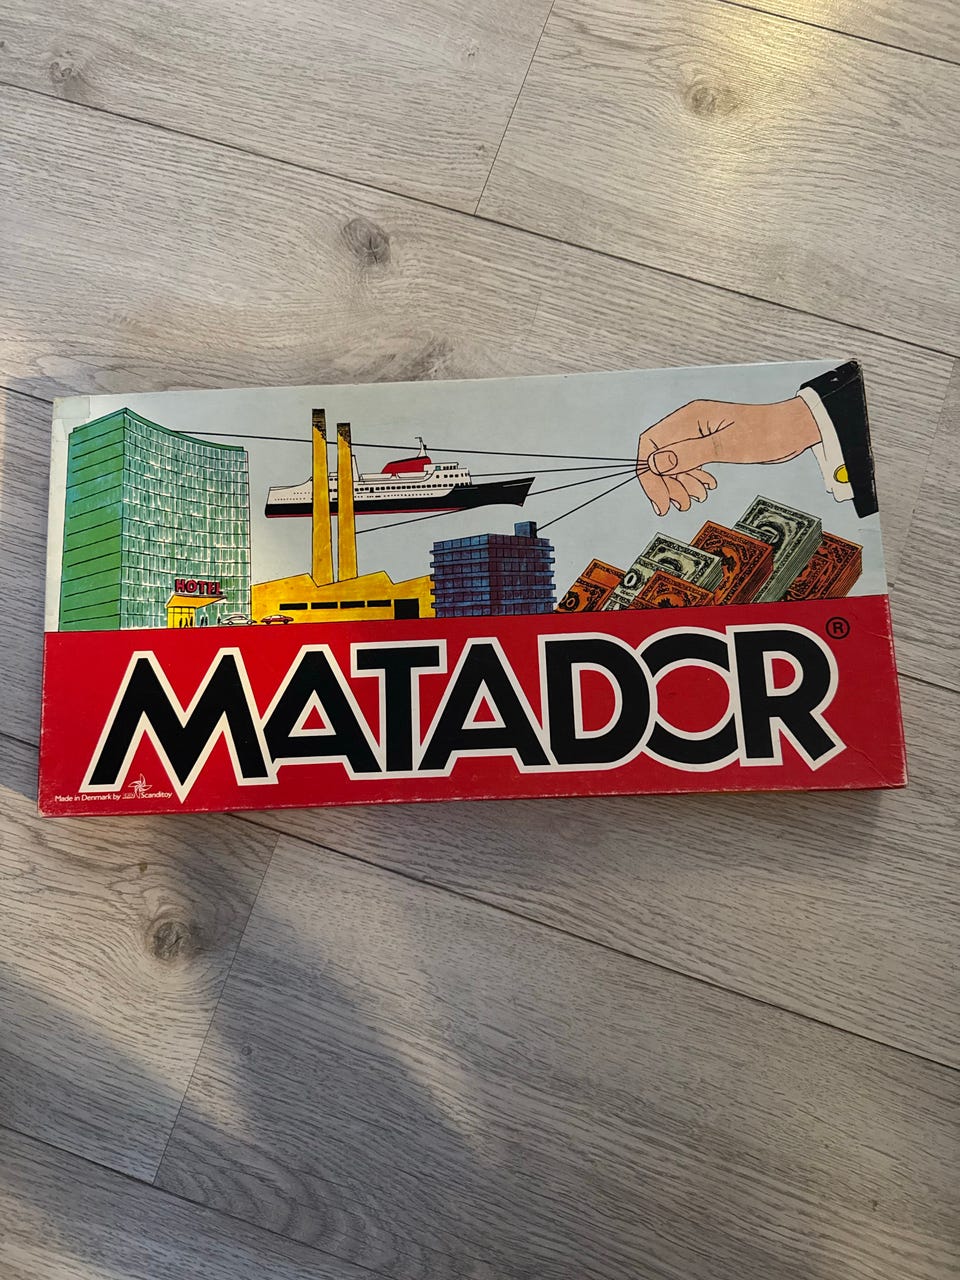 HOTEL
MATADOR®
Made in Denmark by Scanditoy